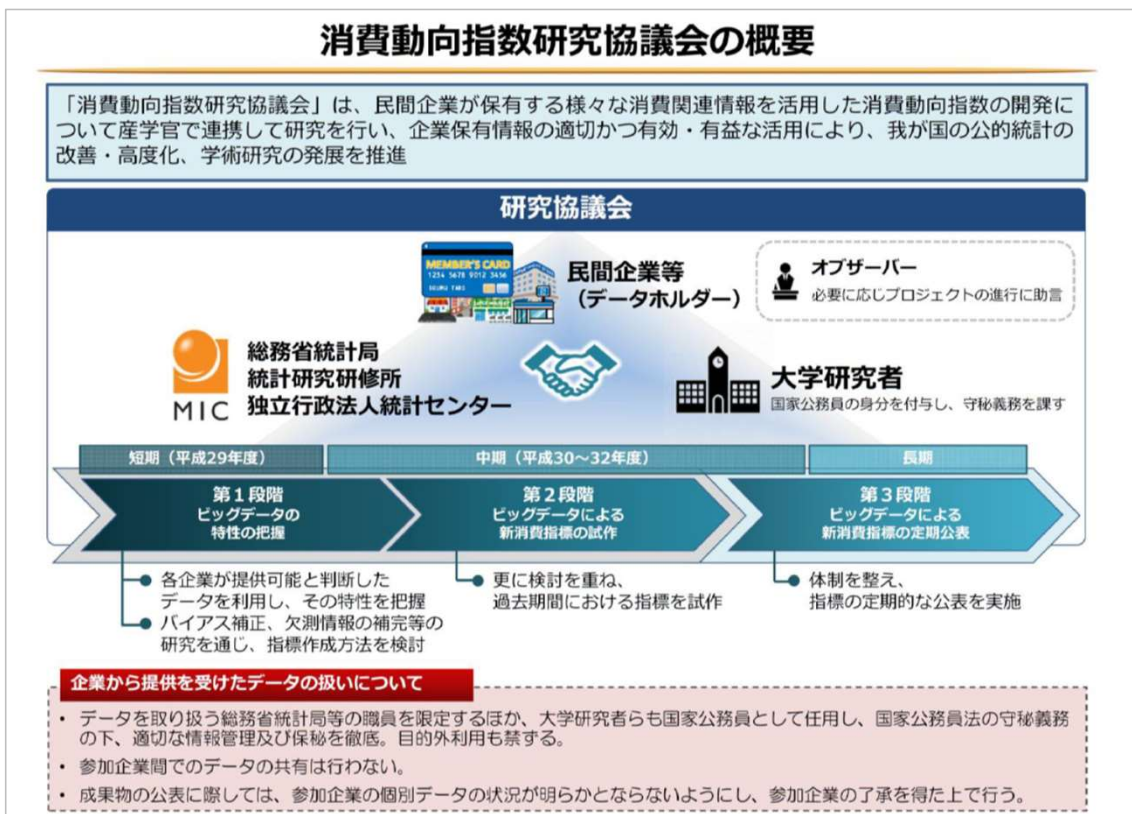 消費動向指数研究協議会の概要
「消費動向指数研究協議会」は、民間企業が保有する様々な消費関連情報を活用した消費動向指数の開発に
ついて産学官で連携して研究を行い、企業保有情報の適切かつ有効・有益な活用により、我が国の公的統計の
改善・高度化、学術研究の発展を推進
研究協議会
MEMBER'S CARD
1234 5678 9012 3456
SOUMU TARO
民間企業等
（データホルダー）
オブザーバー
必要に応じプロジェクトの進行に助言
MIC
総務省統計局
統計研究研修所
独立行政法人統計センター
大学研究者
国家公務員の身分を付与し、守秘義務を課す
短期（平成29年度）
中期（平成30～32年度）
長期
第１段階
ビッグデータの
特性の把握
第２段階
ビッグデータによる
新消費指標の試作
第３段階
ビッグデータによる
新消費指標の定期公表
● 各企業が提供可能と判断した
データを利用し、その特性を把握
● バイアス補正、欠測情報の補完等の
研究を通じ、指標作成方法を検討
● 更に検討を重ね、
過去期間における指標を試作
● 体制を整え、
指標の定期的な公表を実施
企業から提供を受けたデータの扱いについて
・ データを取り扱う総務省統計局等の職員を限定するほか、大学研究者らも国家公務員として任用し、国家公務員法の守秘義務
の下、適切な情報管理及び保秘を徹底。目的外利用も禁ずる。
・ 参加企業間でのデータの共有は行わない。
・ 成果物の公表に際しては、参加企業の個別データの状況が明らかとならないようにし、参加企業の了承を得た上で行う。